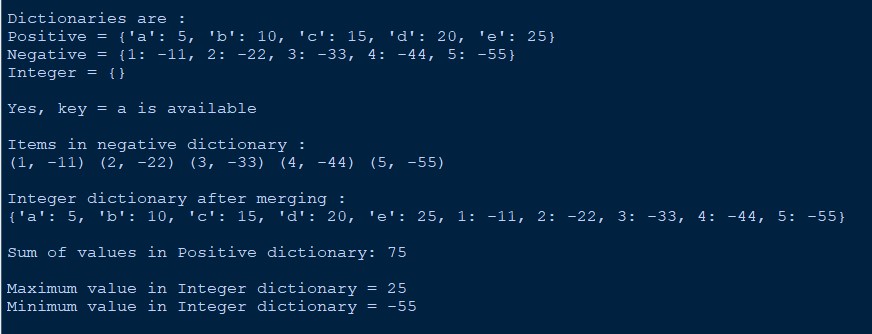 Dictionaries are :
Positive = {'a': 5, 'b': 10, 'c': 15, 'd': 20, 'e': 25}
Negative = {1: -11, 2: -22, 3: -33, 4: -44, 5: -55}
Integer = {}
Yes, key = a is available
Items in negative dictionary :
(1, -11) (2, -22) (3, -33) (4, -44) (5, -55)
Integer dictionary after merging :
{'a': 5, 'b': 10, 'c': 15, 'd': 20, 'e': 25, 1: -11, 2: -22, 3: -33, 4: -44, 5: -55}
Sum of values in Positive dictionary: 75
Maximum value in Integer dictionary = 25
Minimum value in Integer dictionary = -55